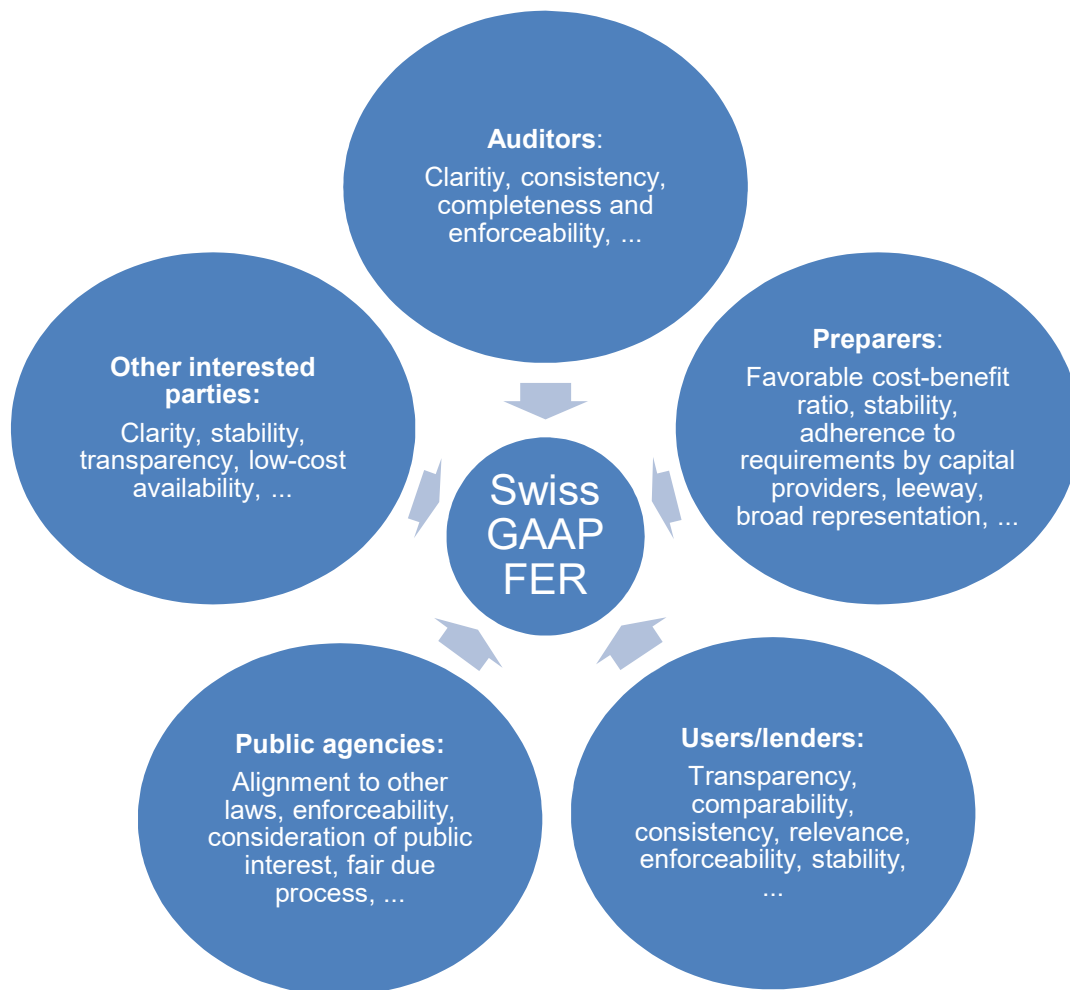 Auditors:
Claritiy, consistency,
completeness and
enforceability, ...
Preparers:
Favorable cost-benefit
ratio, stability,
adherence to
requirements by capital
providers, leeway,
broad representation, ...
Users/lenders:
Transparency,
comparability,
consistency, relevance,
enforceability, stability,
...
Public agencies:
Alignment to other
laws, enforceability,
consideration of public
interest, fair due
process, ...
Other interested
parties:
Clarity, stability,
transparency, low-cost
availability, ...
Swiss
GAAP
FER